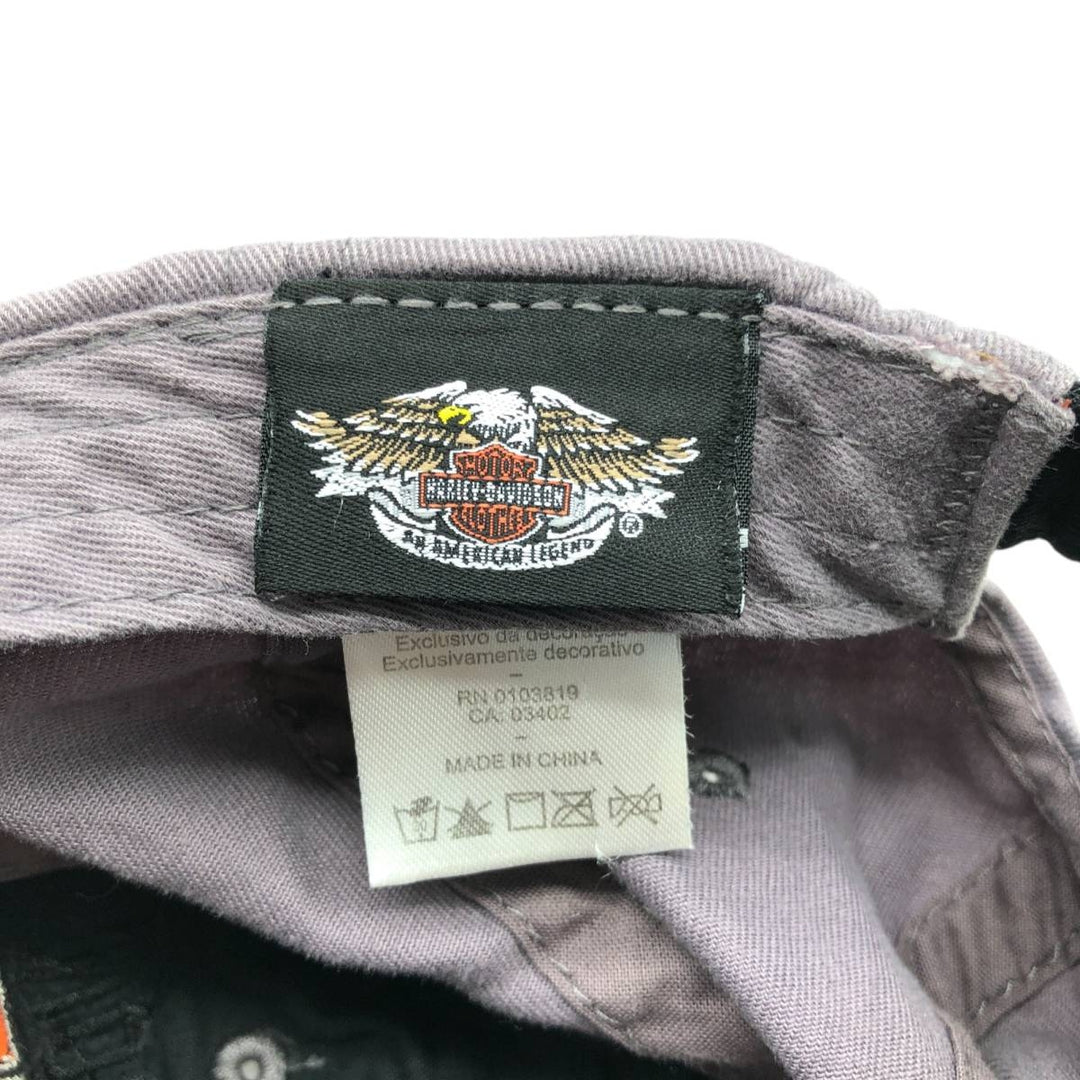 MOTOR
HARLEY-DAVIDSON
CYCLES
AN AMERICAN LEGEND
®
Exclusivo da decoração
Exclusivamente decorativo
-
RN 0103819
CA: 03402
-
MADE IN CHINA